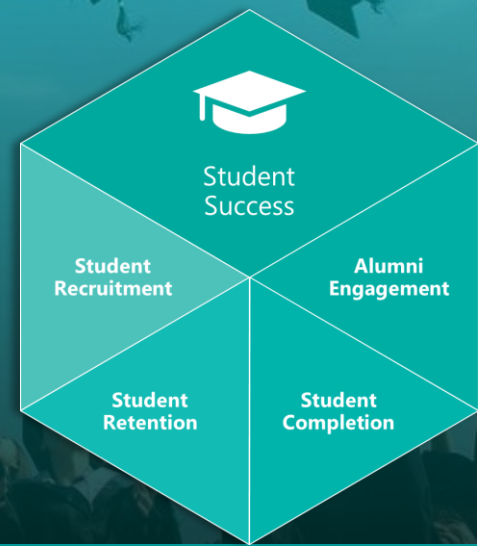 Student
Success
Student
Recruitment
Alumni
Engagement
Student
Retention
Student
Completion